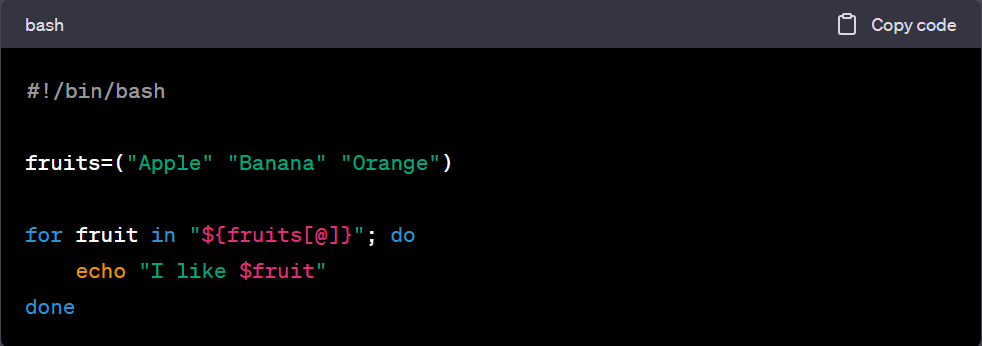 bash
Copy code
#!/bin/bash
fruits=("Apple" "Banana" "Orange")
for fruit in "${fruits[@]}"; do
    echo "I like $fruit"
done